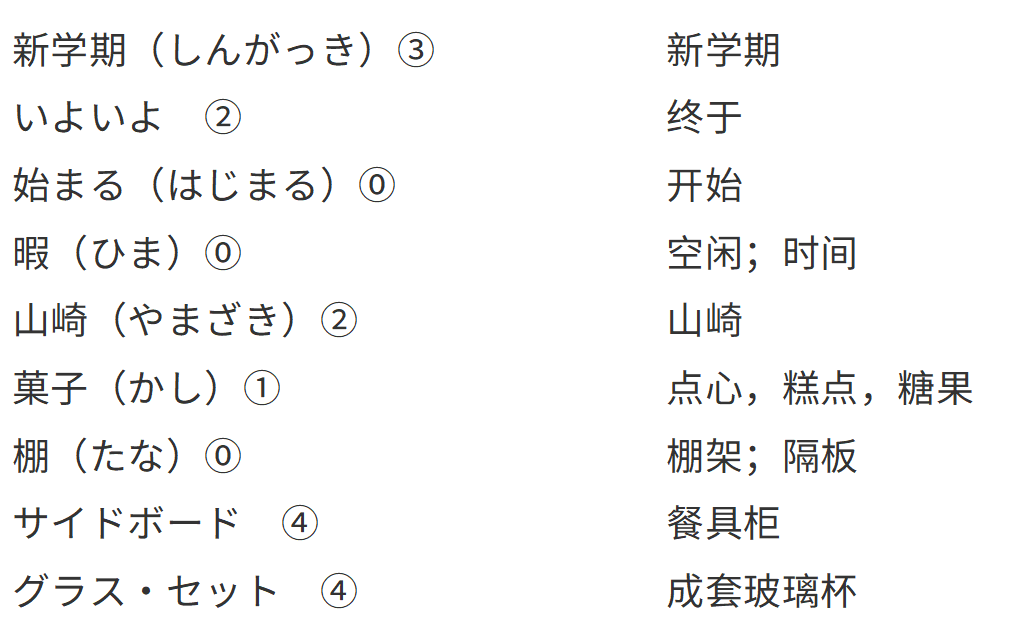 新学期（しんがっき）③ 新学期
いよいよ ② 终于
始まる（はじまる）⓪ 开始
暇（ひま）⓪ 空闲；时间
山崎（やまざき）② 山崎
菓子（かし）① 点心，糕点，糖果
棚（たな）⓪ 棚架；隔板
サイドボード ④ 餐具柜
グラス・セット ④ 成套玻璃杯